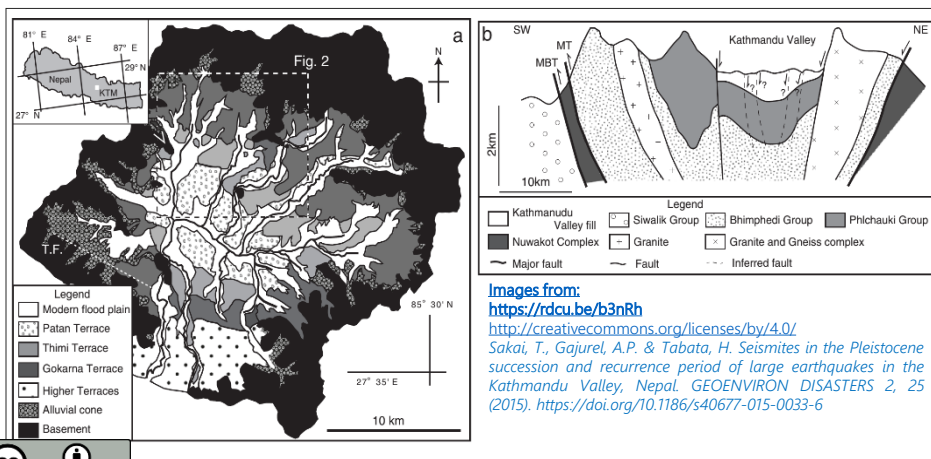 81° E
84° E
87° E
29° N
Nepal
KTM
27° N
a
N
Fig. 2
T.F.
Legend
Modern flood plain
Patan Terrace
Thimi Terrace
Gokarna Terrace
Higher Terraces
Alluvial cone
Basement
85° 30' N
27° 35' E
10 km
b
SW
NE
MT
MBT
Kathmandu Valley
? ? ? ?
2km
10km
Legend
Kathmanudu
Valley fill
Siwalik Group
Bhimphedi Group
Phlchauki Group
Nuwakot Complex
Granite
Granite and Gneiss complex
Major fault
Fault
Inferred fault
Images from:
https://rdcu.be/b3nRh
http://creativecommons.org/licenses/by/4.0/
Sakai, T., Gajurel, A.P. & Tabata, H. Seismites in the Pleistocene
succession and recurrence period of large earthquakes in the
Kathmandu Valley, Nepal. GEOENVIRON DISASTERS 2, 25
(2015). https://doi.org/10.1186/s40677-015-0033-6